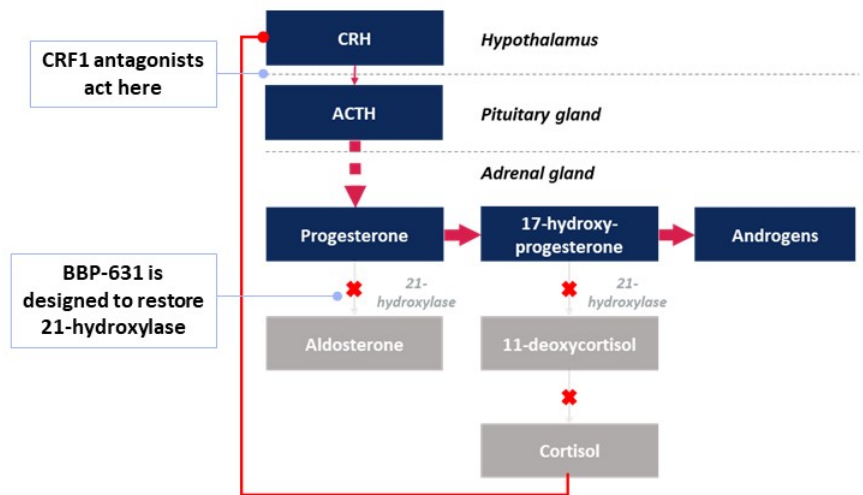 CRH
Hypothalamus
CRF1 antagonists
act here
ACTH
Pituitary gland
Adrenal gland
Progesterone
17-hydroxy-
progesterone
Androgens
BBP-631 is
designed to restore
21-hydroxylase
21-
hydroxylase
21-
hydroxylase
Aldosterone
11-deoxycortisol
Cortisol